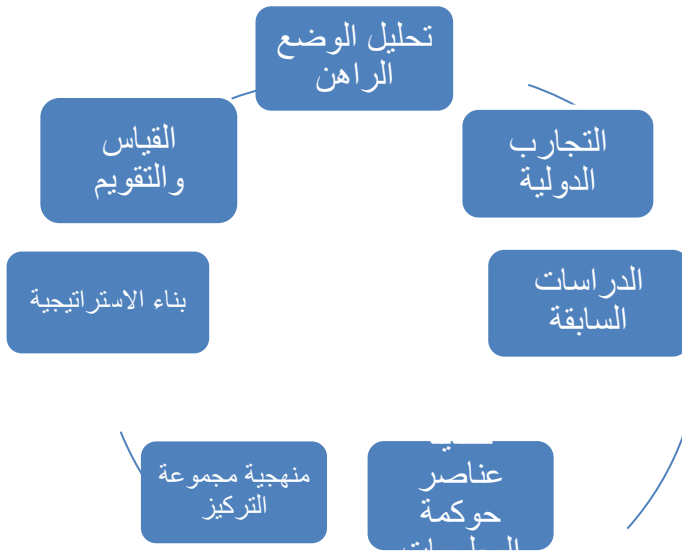 تحليل الوضع
الراهن
التجارب
الدولية
الدراسات
السابقة
عناصر
حوكمة
منهجية مجموعة
التركيز
بناء الاستراتيجية
القياس
والتقويم